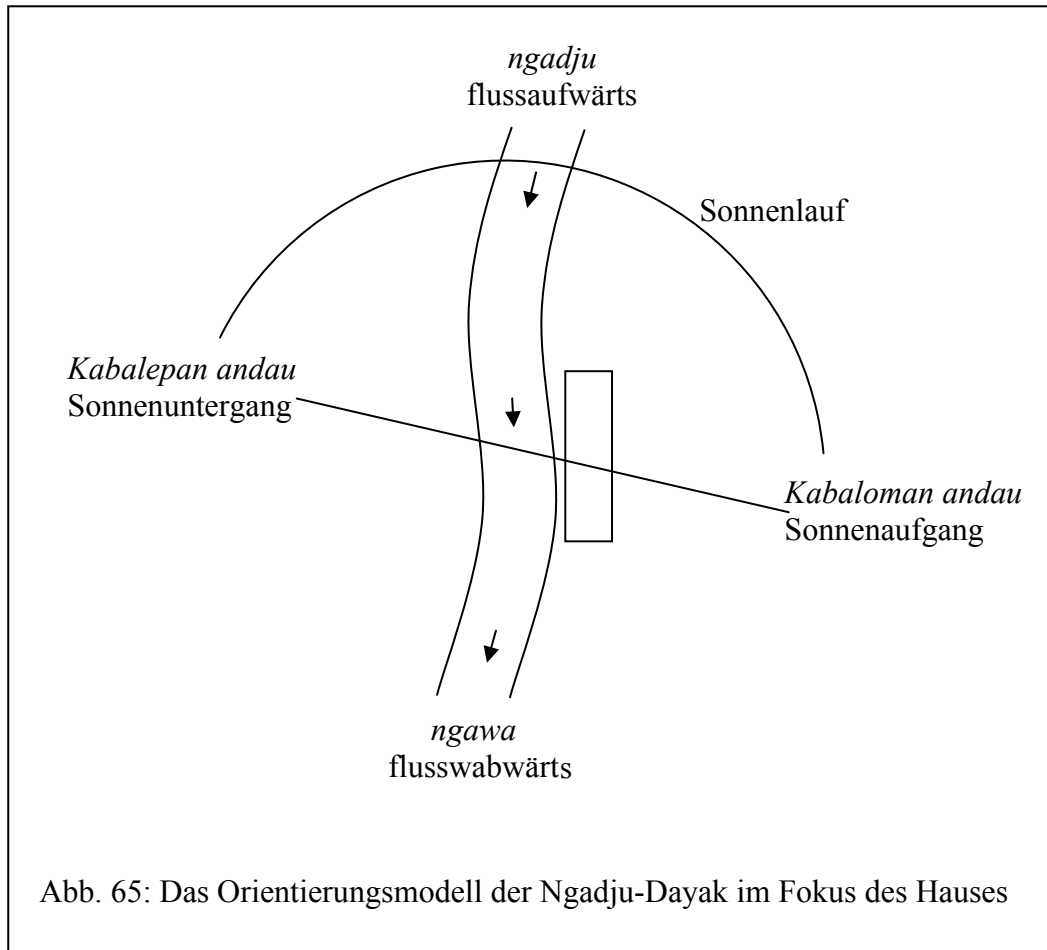 ngadju
flussaufwärts
Sonnenlauf
Kabalepan andau
Sonnenuntergang
Kabaloman andau
Sonnenaufgang
ngawa
flusswabwärts
Abb. 65: Das Orientierungsmodell der Ngadju-Dayak im Fokus des Hauses